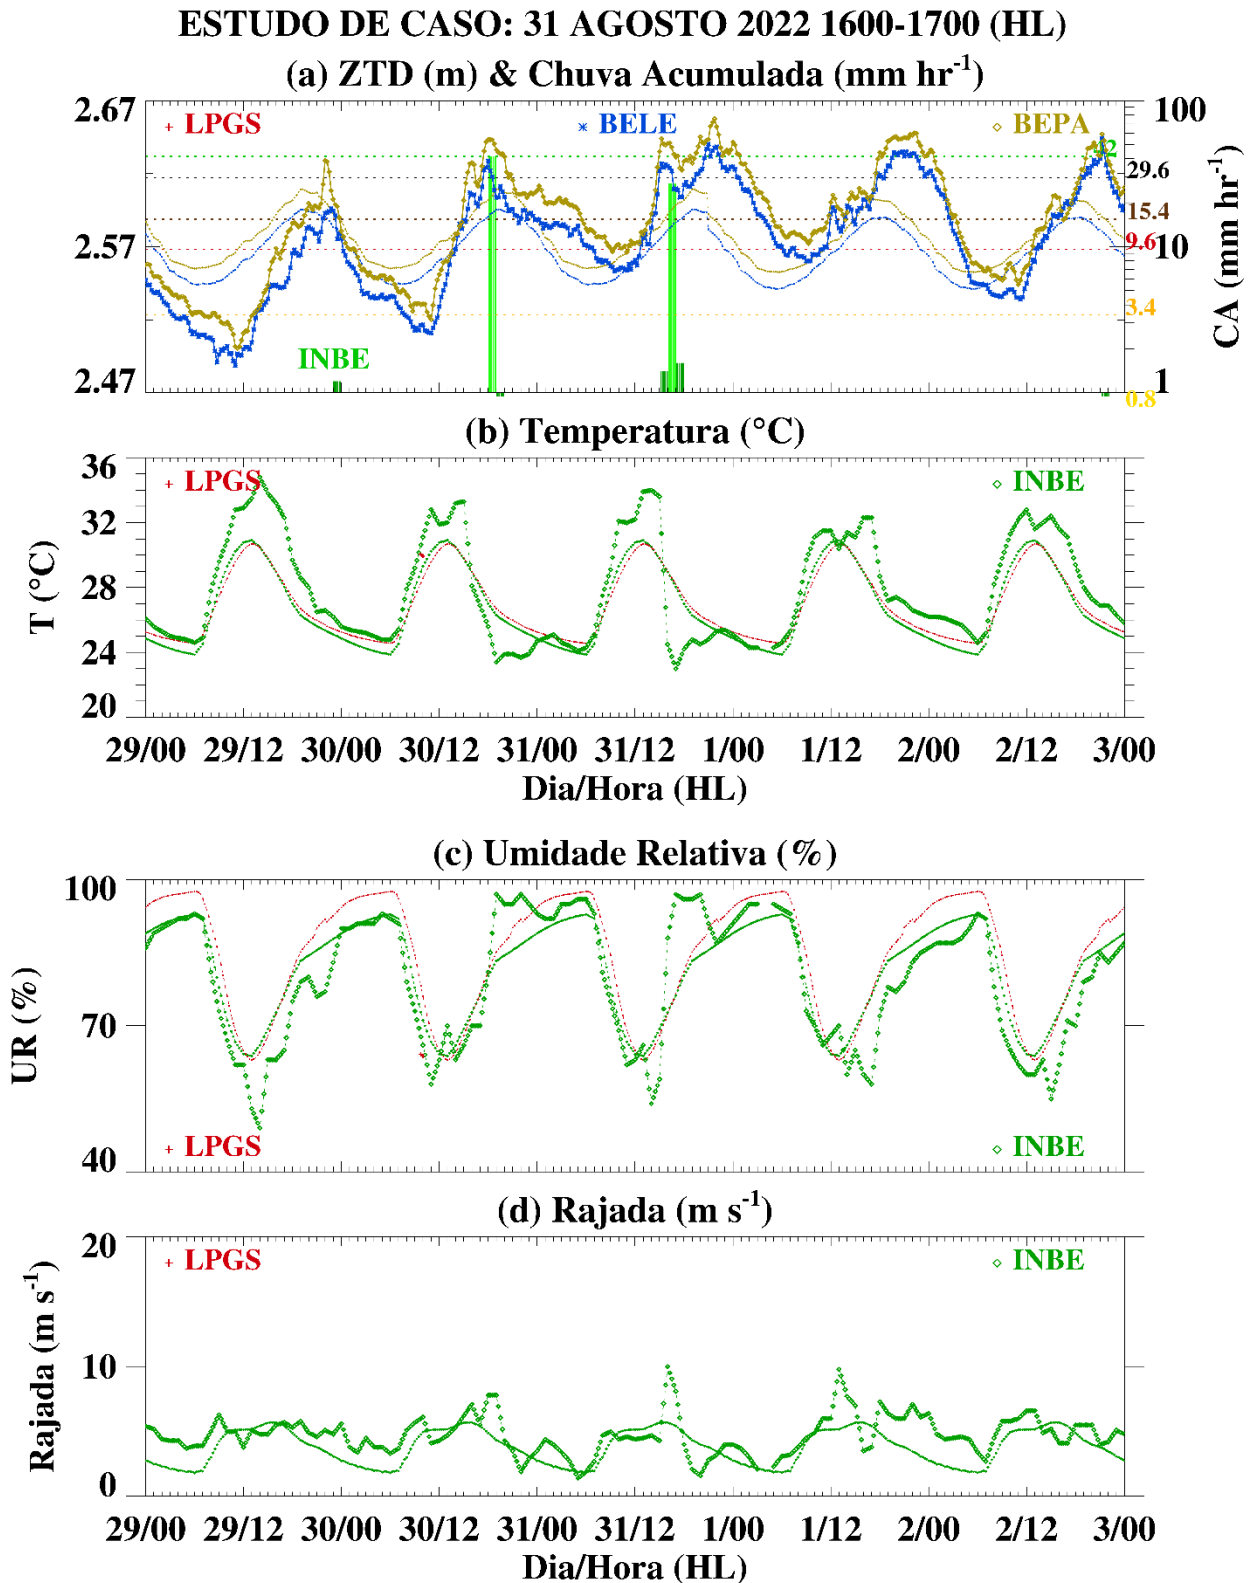 ESTUDO DE CASO: 31 AGOSTO 2022 1600-1700 (HL)
(a) ZTD (m) & Chuva Acumulada (mm hr⁻¹)
2.67
2.57
2.47
+ LPGS
BELE
BEPA
INBE
100
10
1
42
29.6
15.4
9.6
3.4
0.8
CA (mm hr⁻¹)
(b) Temperatura (°C)
36
32
28
24
20
T (°C)
+ LPGS
INBE
29/00 29/12 30/00 30/12 31/00 31/12 1/00 1/12 2/00 2/12 3/00
Dia/Hora (HL)
(c) Umidade Relativa (%)
100
70
40
UR (%)
+ LPGS
INBE
(d) Rajada (m s⁻¹)
20
10
0
Rajada (m s⁻¹)
+ LPGS
INBE
29/00 29/12 30/00 30/12 31/00 31/12 1/00 1/12 2/00 2/12 3/00
Dia/Hora (HL)